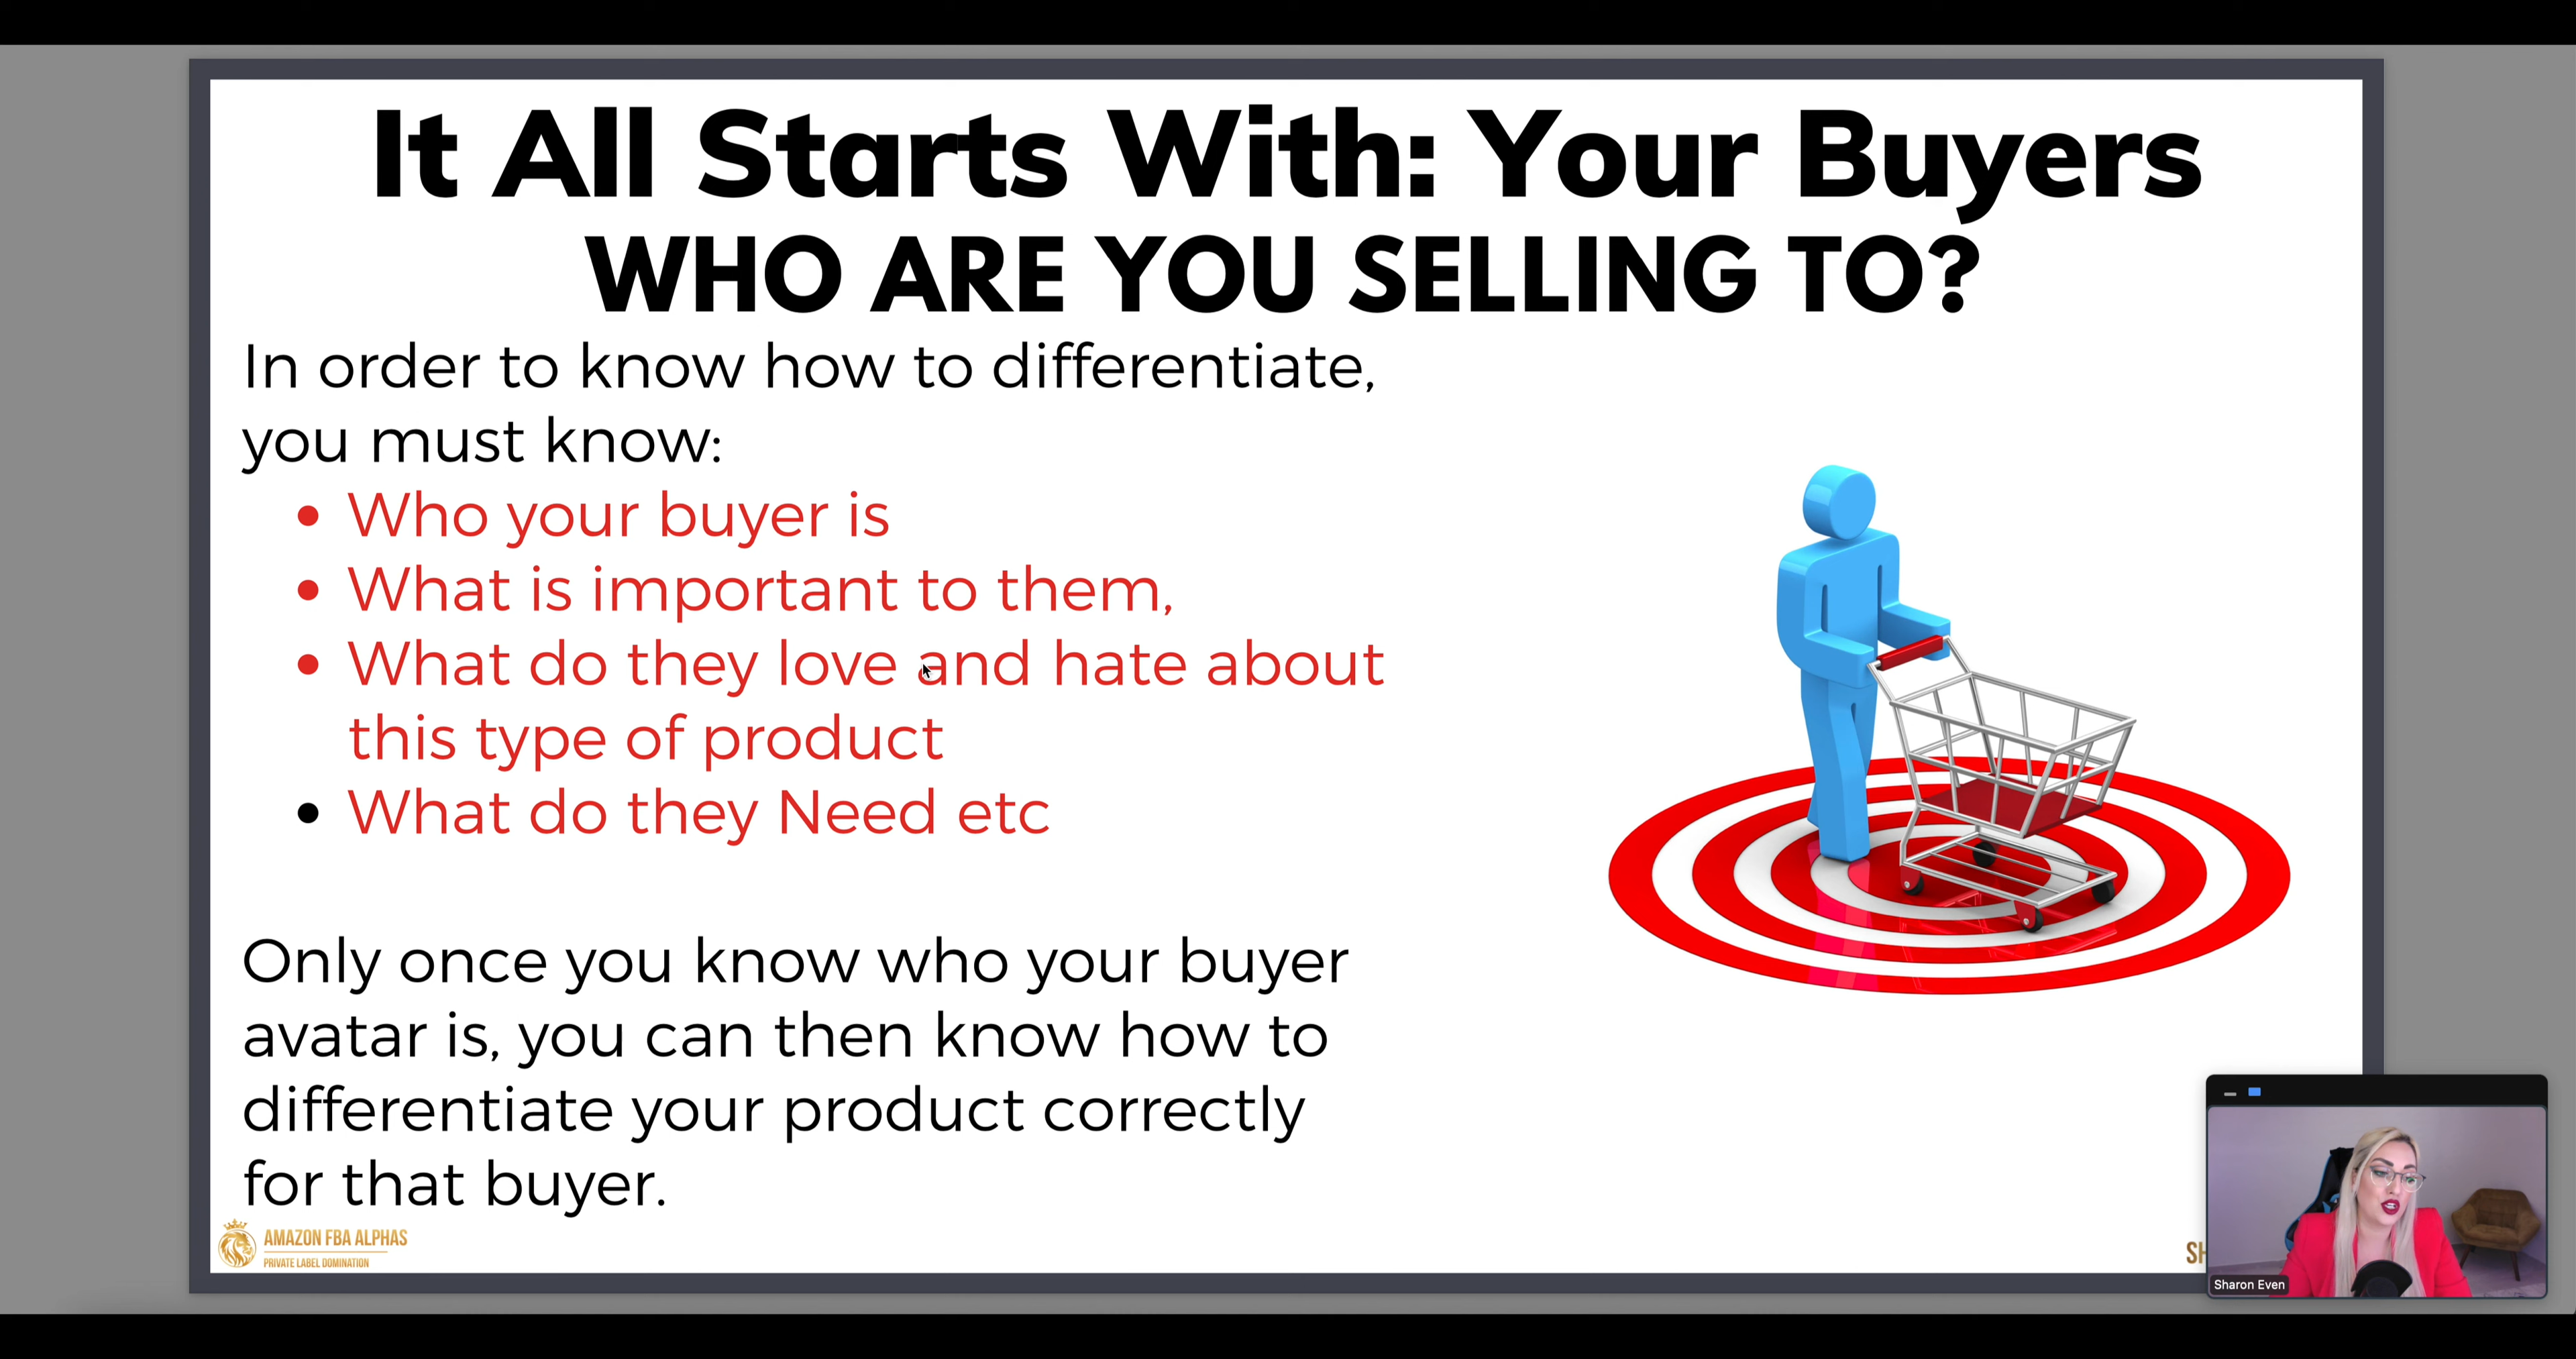 It All Starts With: Your Buyers
WHO ARE YOU SELLING TO?
In order to know how to differentiate,
you must know:
• Who your buyer is
• What is important to them,
• What do they love and hate about
this type of product
• What do they Need etc
Only once you know who your buyer
avatar is, you can then know how to
differentiate your product correctly
for that buyer.
AMAZON FBA ALPHAS
PRIVATE LABEL DOMINATION
Sharon Even